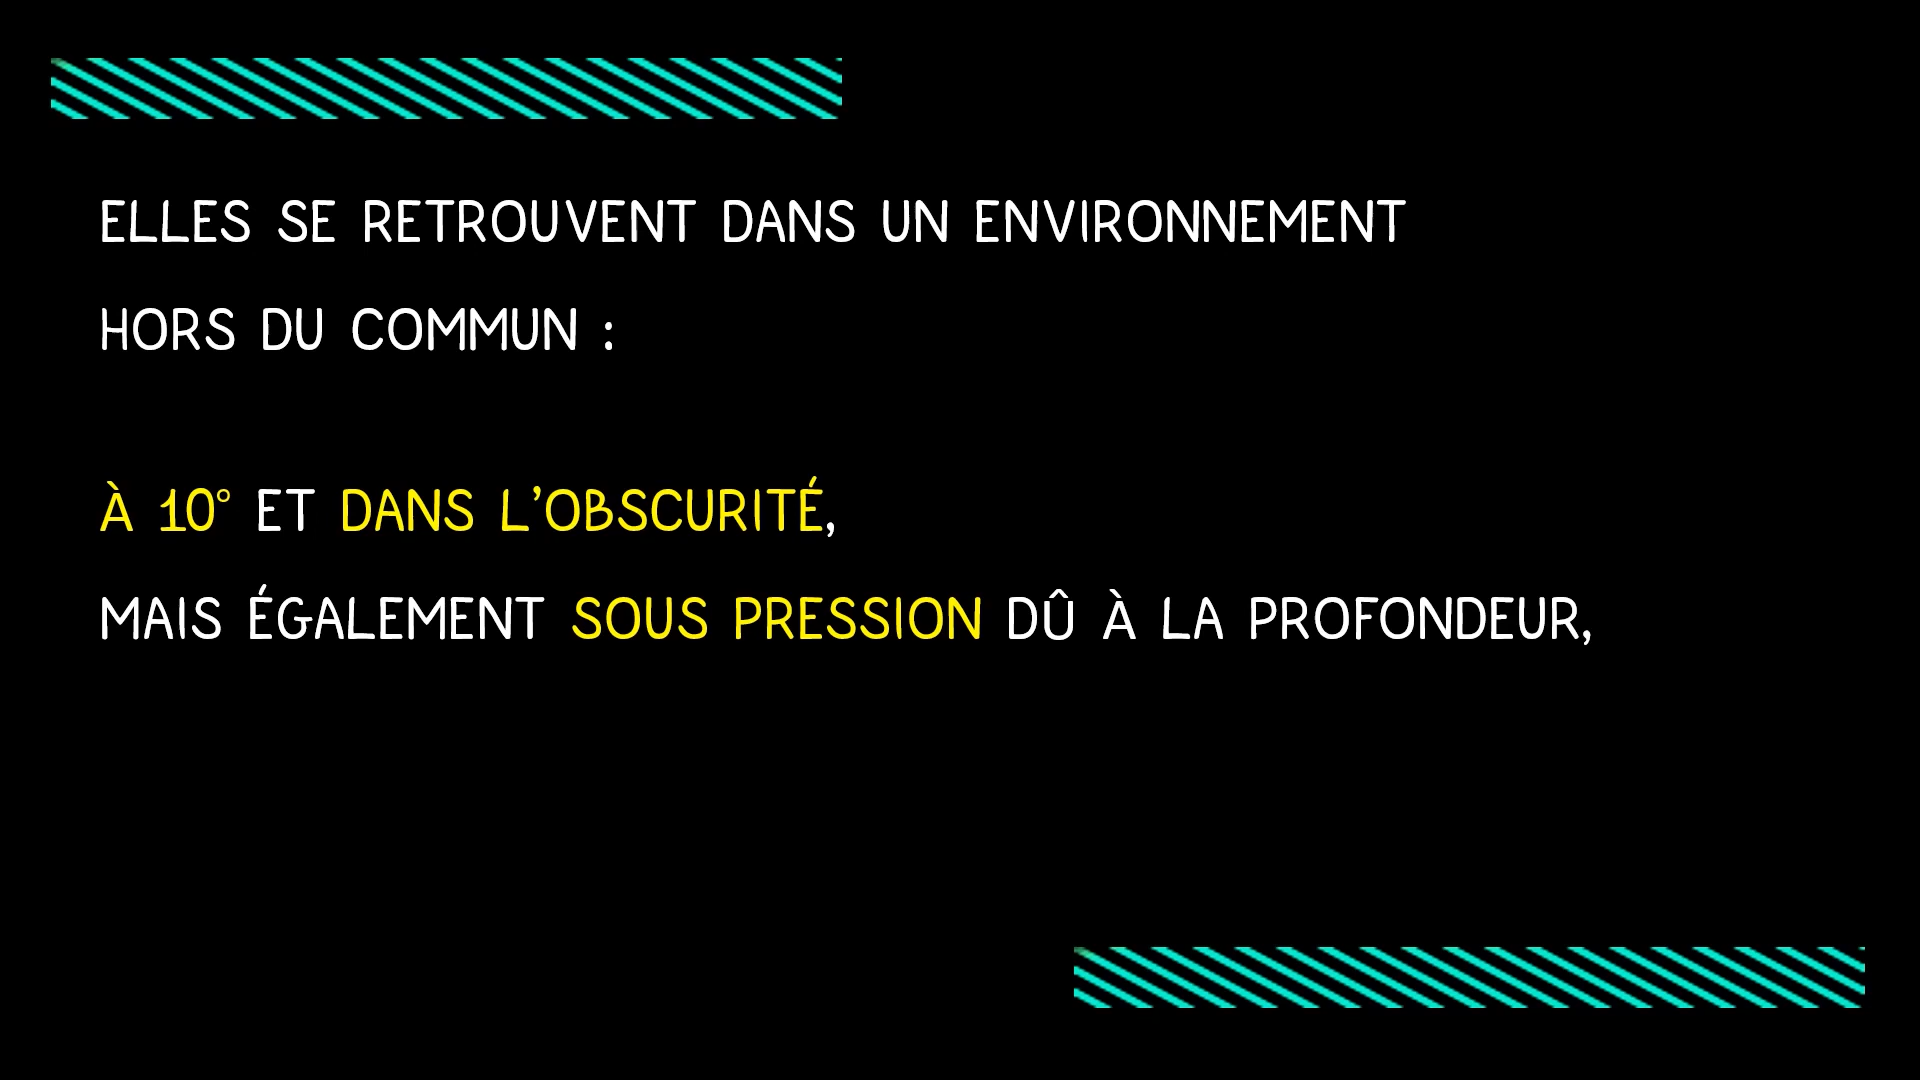 ELLES SE RETROUVENT DANS UN ENVIRONNEMENT
HORS DU COMMUN :
À 10° ET DANS L’OBSCURITÉ,
MAIS ÉGALEMENT SOUS PRESSION DÛ À LA PROFONDEUR,